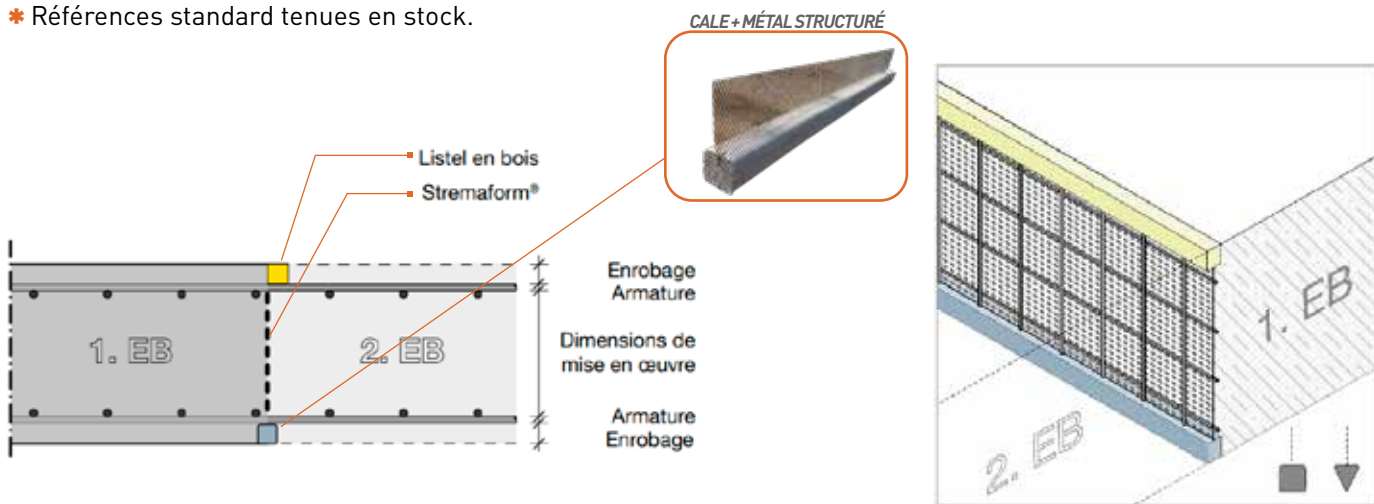 * Références standard tenues en stock.
CALE + MÉTAL STRUCTURÉ
Listel en bois
Stremaform®
Enrobage
Armature
1. EB
2. EB
Dimensions de
mise en œuvre
Armature
Enrobage
1. EB
2. EB